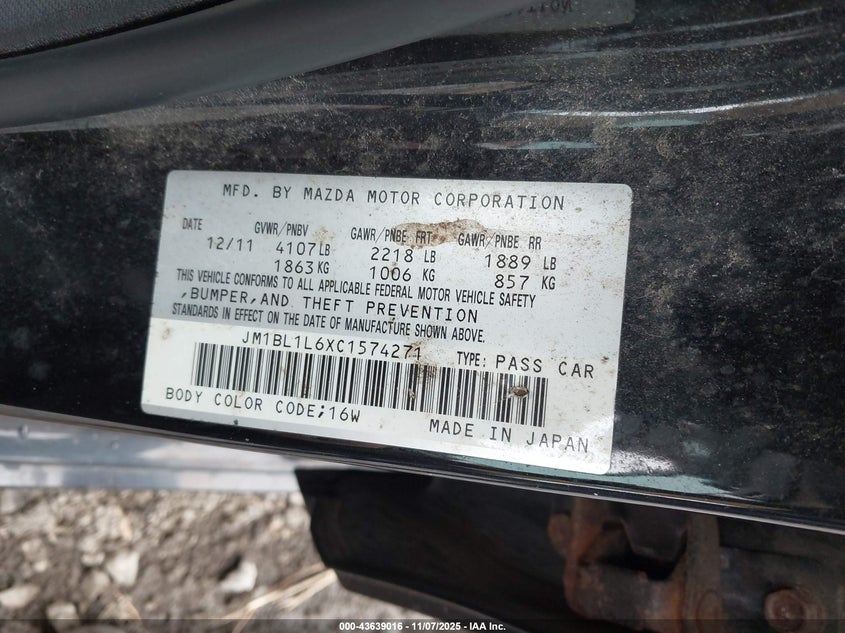 MFD. BY MAZDA MOTOR CORPORATION
DATE GVWR/PNBV GAWR/PNBE FRT GAWR/PNBE RR
12/11 4107LB 2218 LB 1889 LB
1863KG 1006 KG 857 KG
THIS VEHICLE CONFORMS TO ALL APPLICABLE FEDERAL MOTOR VEHICLE SAFETY
,BUMPER,AND THEFT PREVENTION
STANDARDS IN EFFECT ON THE DATE OF MANUFACTURE SHOWN ABOVE.
JM1BL1L6XC1574271 TYPE: PASS CAR
BODY COLOR CODE;16W MADE IN JAPAN
000-43639016 - 11/07/2025 - IAA Inc.